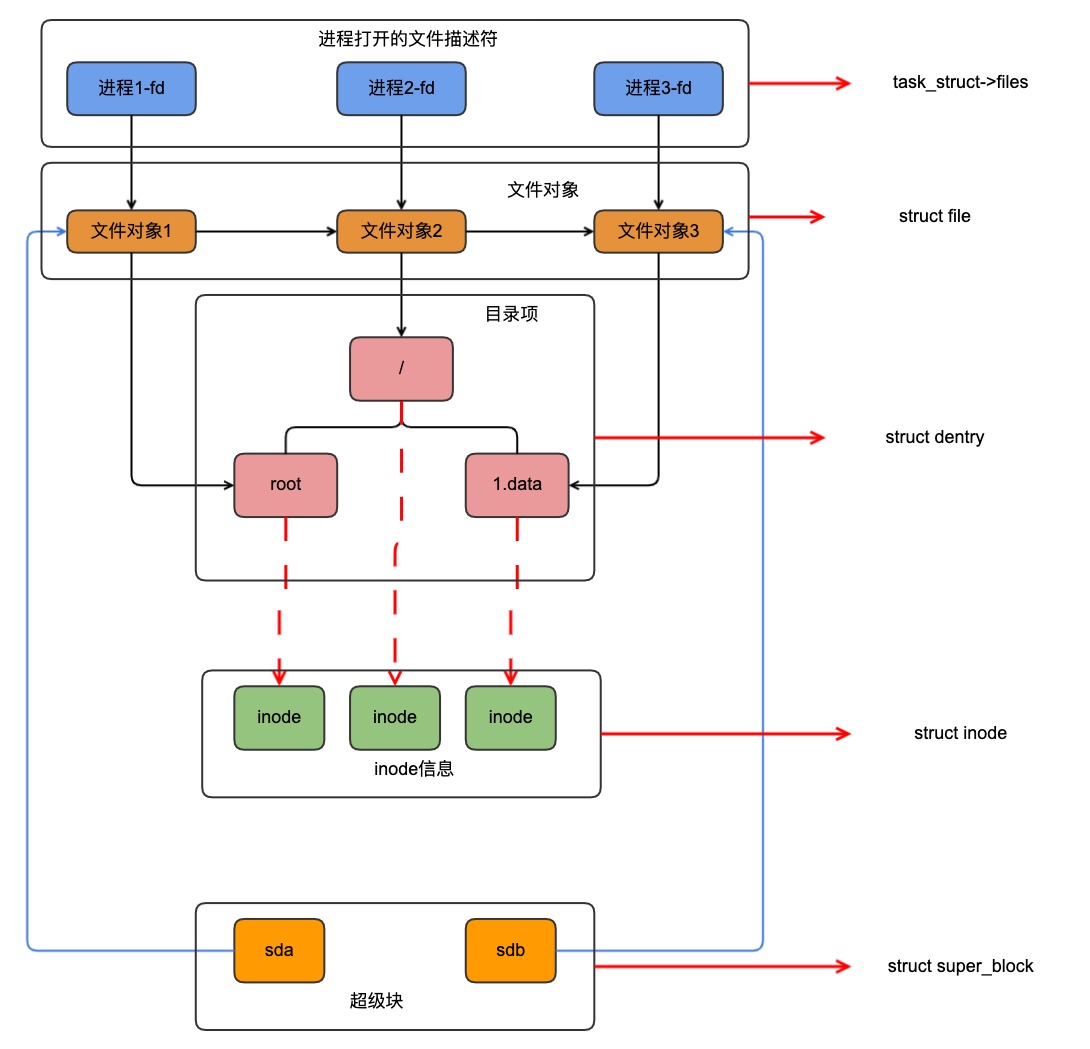 进程打开的文件描述符
进程1-fd
进程2-fd
进程3-fd
task_struct->files
文件对象
文件对象1
文件对象2
文件对象3
struct file
目录项
/
root
1.data
struct dentry
inode
inode
inode
inode信息
struct inode
sda
sdb
超级块
struct super_block